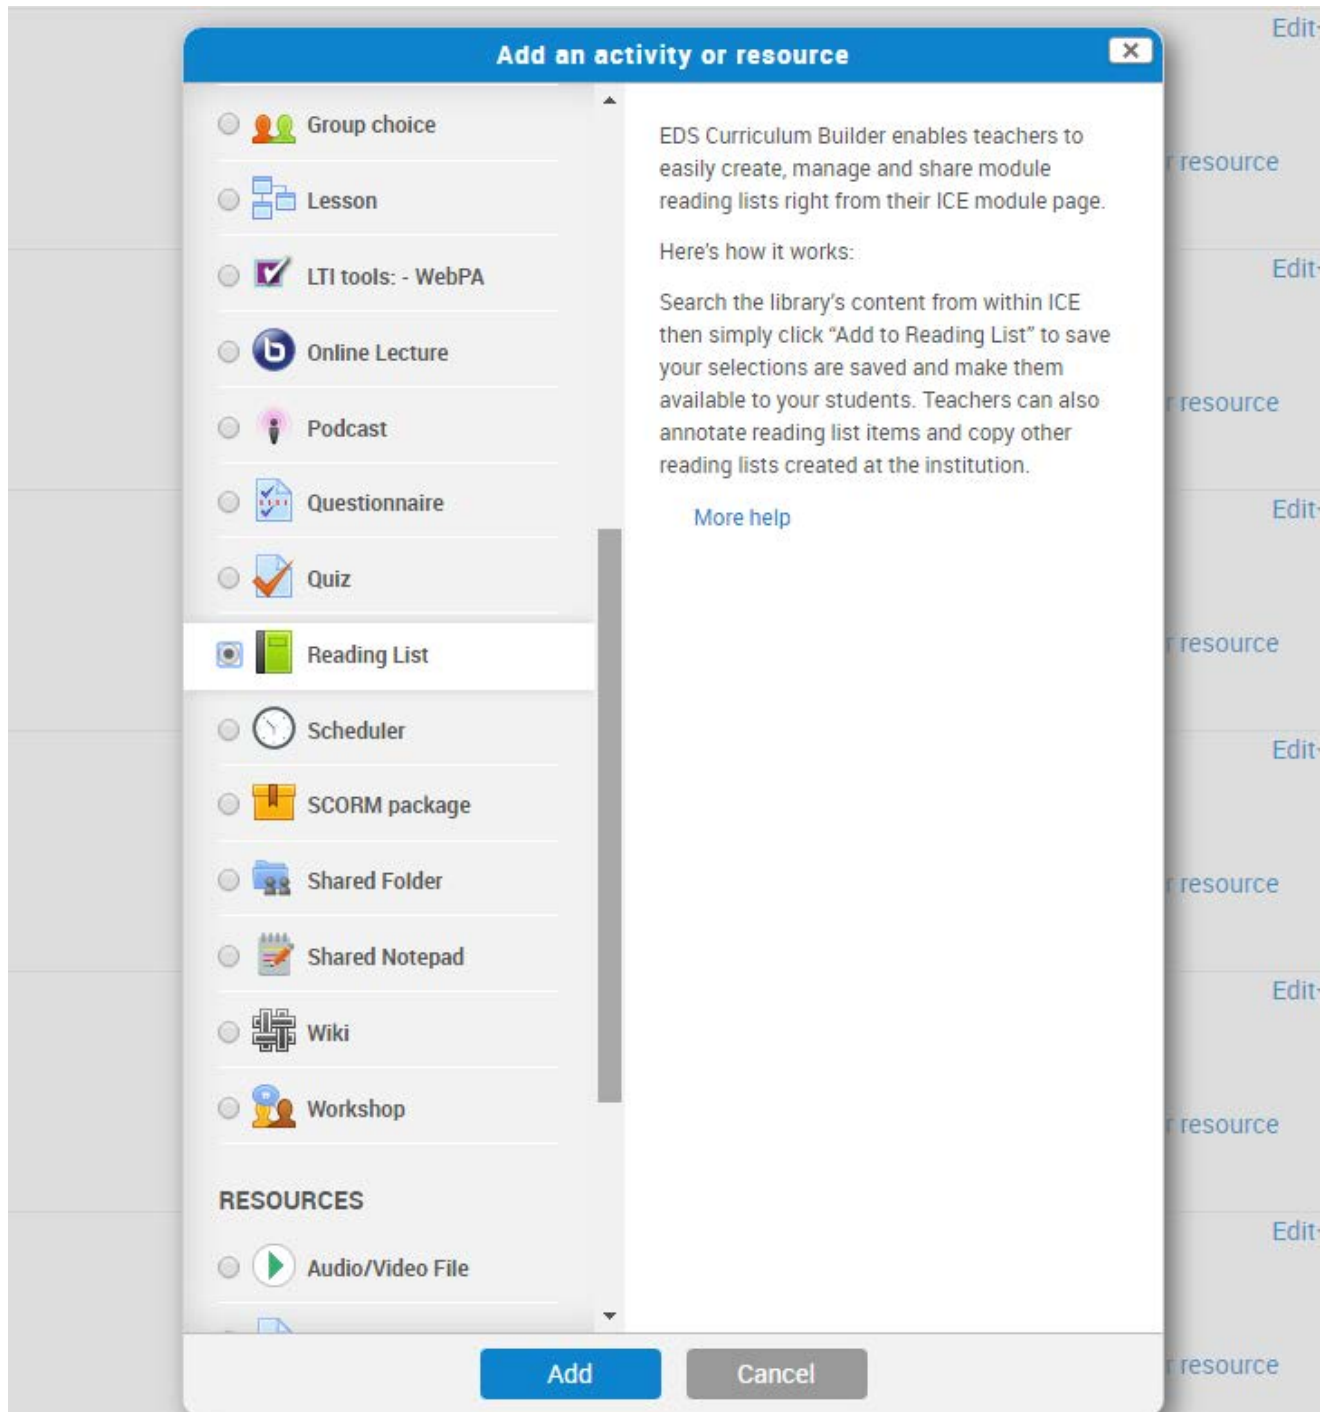 Add an activity or resource
Group choice
Lesson
LTI tools: - WebPA
Online Lecture
Podcast
Questionnaire
Quiz
Reading List
Scheduler
SCORM package
Shared Folder
Shared Notepad
Wiki
Workshop
RESOURCES
Audio/Video File
EDS Curriculum Builder enables teachers to
easily create, manage and share module
reading lists right from their ICE module page.
Here's how it works:
Search the library's content from within ICE
then simply click “Add to Reading List” to save
your selections are saved and make them
available to your students. Teachers can also
annotate reading list items and copy other
reading lists created at the institution.
More help
Add
Cancel
Edit
r resource
Edit
r resource
Edit
r resource
Edit
r resource
Edit
r resource
Edit
r resource